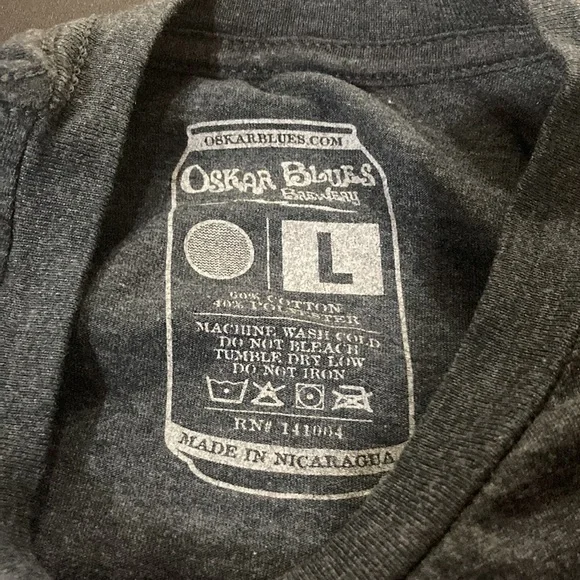 OSKARBLUES.COM
OSKAR BLUES
BREWERY
L
60% COTTON
40% POLYESTER
MACHINE WASH COLD
DO NOT BLEACH
TUMBLE DRY LOW
DO NOT IRON
RN# 141004
MADE IN NICARAGUA